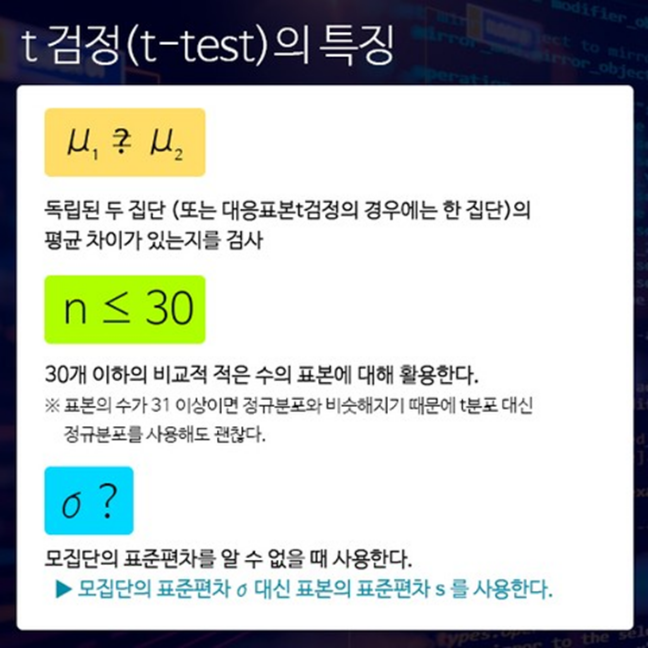 t 검정(t-test)의 특징
μ₁ ≟ μ₂
독립된 두 집단 (또는 대응표본t검정의 경우에는 한 집단)의
평균 차이가 있는지를 검사
n ≤ 30
30개 이하의 비교적 적은 수의 표본에 대해 활용한다.
※ 표본의 수가 31 이상이면 정규분포와 비슷해지기 때문에 t분포 대신
정규분포를 사용해도 괜찮다.
σ ?
모집단의 표준편차를 알 수 없을 때 사용한다.
▶ 모집단의 표준편차 σ 대신 표본의 표준편차 s 를 사용한다.